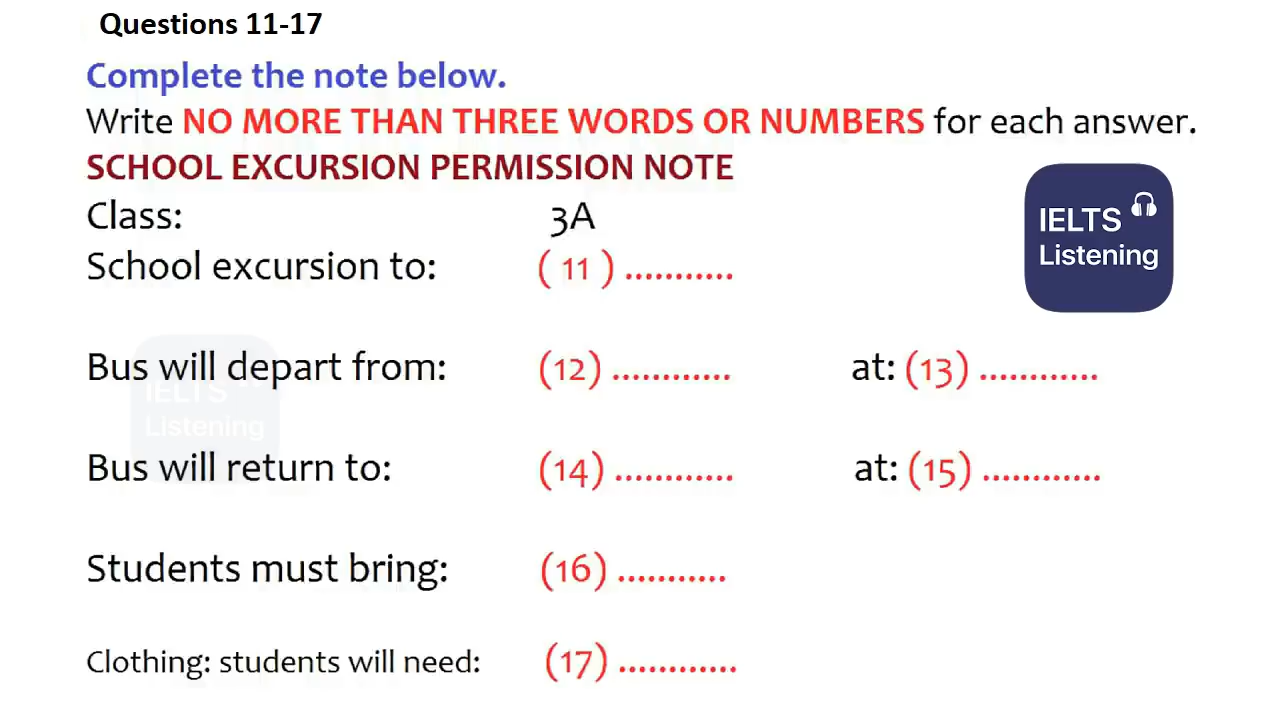 Questions 11-17
Complete the note below.
Write NO MORE THAN THREE WORDS OR NUMBERS for each answer.
SCHOOL EXCURSION PERMISSION NOTE
Class: 3A
IELTS
Listening
School excursion to: ( 11 ) ...........
Bus will depart from: (12) ............ at: (13) ............
IELTS
Listening
Bus will return to: (14) ............ at: (15) ............
Students must bring: (16) ...........
Clothing: students will need: (17) ............